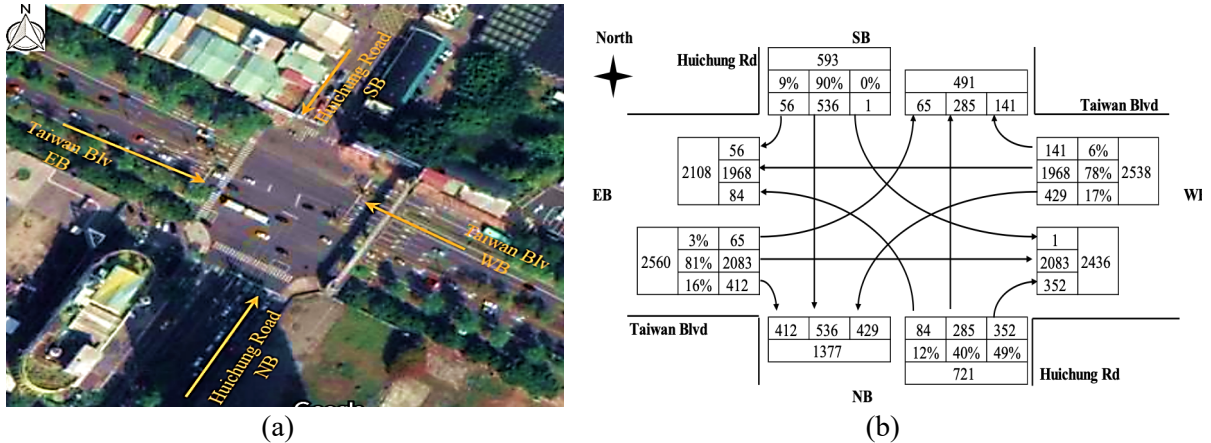 N
Huichung Road
SB
Taiwan Blv
EB
Taiwan Blv
WB
Huichung Road
NB
Google
(a)
North
SB
Huichung Rd
593
9% 90% 0%
56 536 1
491
65 285 141
Taiwan Blvd
2108
56
1968
84
141 6%
1968 78%
429 17%
2538
EB
WI
2560
3% 65
81% 2083
16% 412
1
2083
352
2436
Taiwan Blvd
412 536 429
1377
84 285 352
12% 40% 49%
721
Huichung Rd
NB
(b)